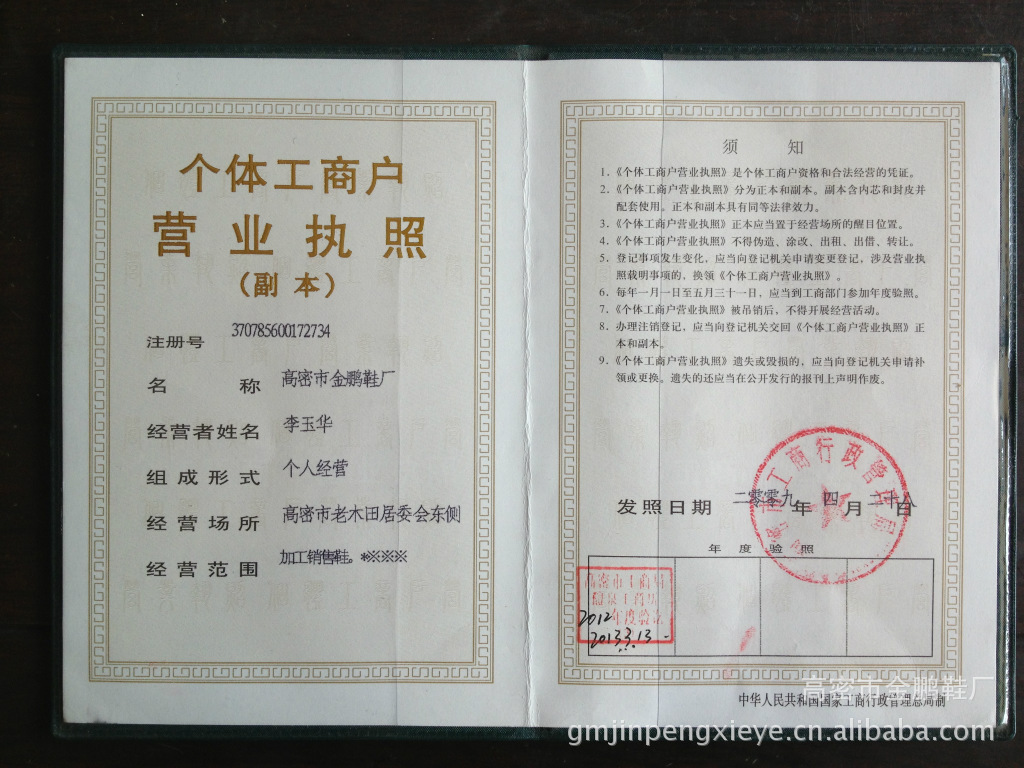 个体工商户
营业执照
(副本)
注册号 370785600172734
名称 高密市金鹏鞋厂
经营者姓名 李玉华
组成形式 个人经营
经营场所 高密市老木田居委会东侧
经营范围 加工销售鞋。*※※※
须知
1、《个体工商户营业执照》是个体工商户资格和合法经营的凭证。
2、《个体工商户营业执照》分为正本和副本。副本含内芯和封皮并
配套使用。正本和副本具有同等法律效力。
3、《个体工商户营业执照》正本应当置于经营场所的醒目位置。
4、《个体工商户营业执照》不得伪造、涂改、出租、出借、转让。
5、登记事项发生变化，应当向登记机关申请变更登记，涉及营业执
照载明事项的，换领《个体工商户营业执照》。
6、每年一月一日至五月三十一日，应当到工商部门参加年度验照。
7、《个体工商户营业执照》被吊销后，不得开展经营活动。
8、办理注销登记，应当向登记机关交回《个体工商户营业执照》正
本和副本。
9、《个体工商户营业执照》遗失或毁损的，应当向登记机关申请补
领或更换。遗失的还应当在公开发行的报刊上声明作废。
工商行政管
发照日期 二零零九年四月 日
年度验照
高密市工商局
2012年度验讫
2013.3.13
中华人民共和国国家工商行政管理总局制
高密市金鹏鞋厂
gmjinpengxieye.cn.alibaba.com